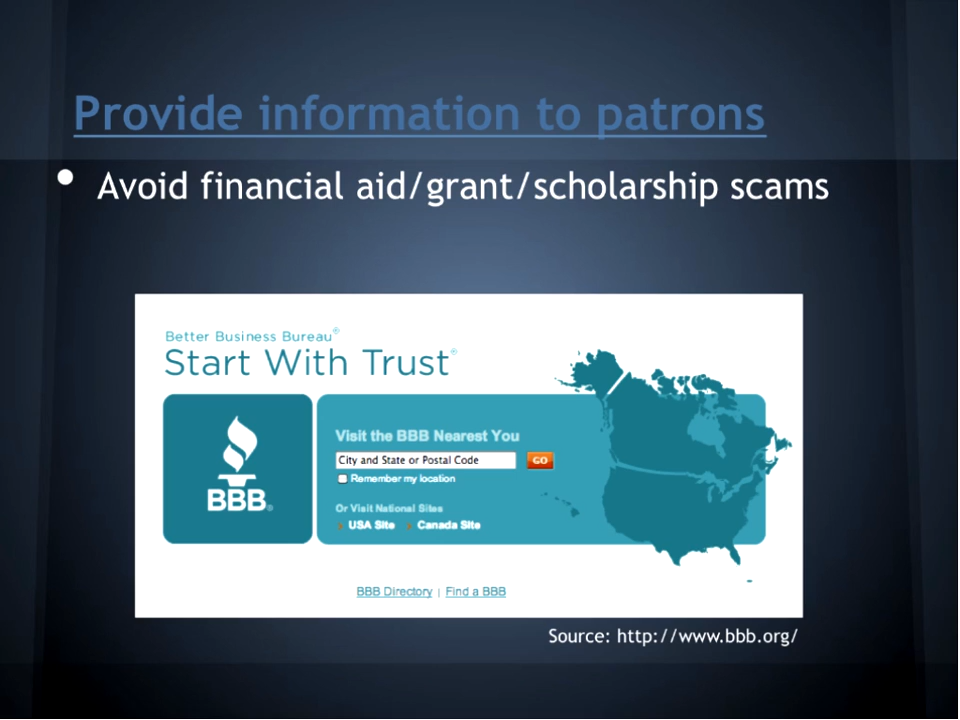 Provide information to patrons
• Avoid financial aid/grant/scholarship scams
Better Business Bureau®
Start With Trust®
BBB®
Visit the BBB Nearest You
City and State or Postal Code
GO
Remember my location
Or Visit National Sites
USA Site
Canada Site
BBB Directory | Find a BBB
Source: http://www.bbb.org/